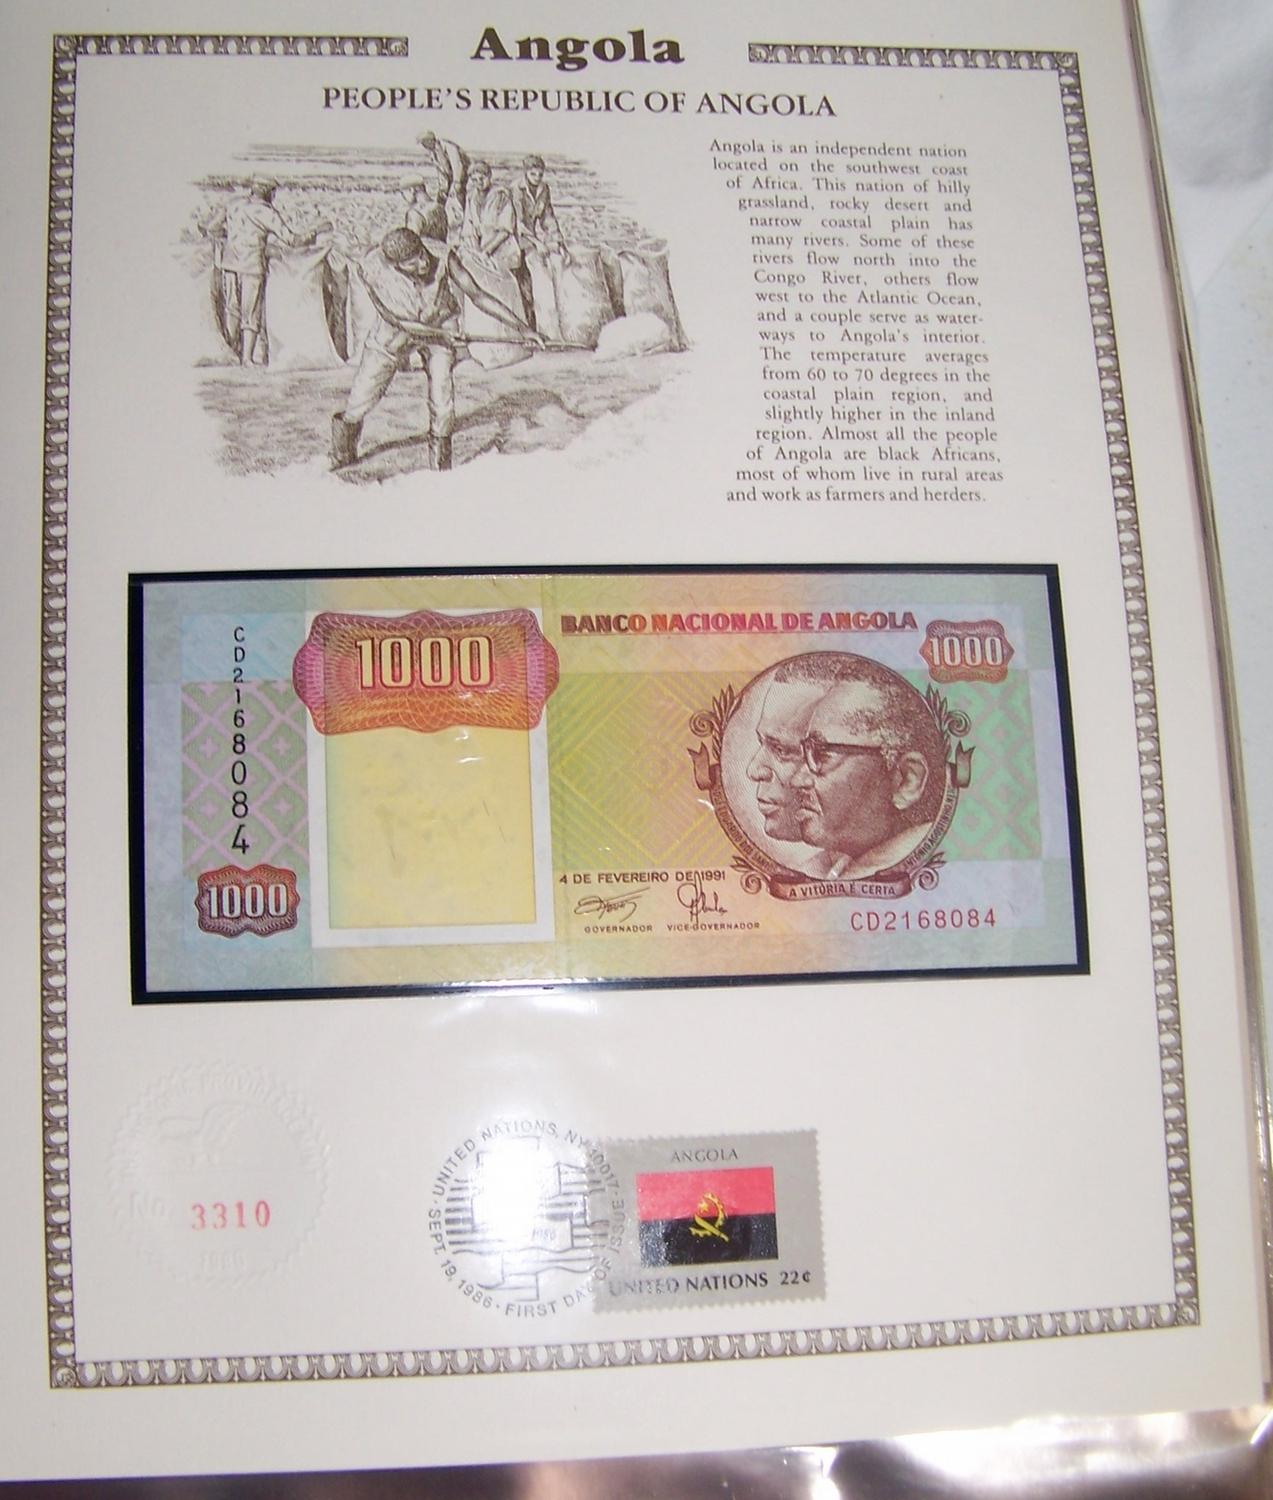 Angola
PEOPLE'S REPUBLIC OF ANGOLA
Angola is an independent nation
located on the southwest coast
of Africa. This nation of hilly
grassland, rocky desert and
narrow coastal plain has
many rivers. Some of these
rivers flow north into the
Congo River, others flow
west to the Atlantic Ocean,
and a couple serve as water-
ways to Angola's interior.
The temperature averages
from 60 to 70 degrees in the
coastal plain region, and
slightly higher in the inland
region. Almost all the people
of Angola are black Africans,
most of whom live in rural areas
and work as farmers and herders.
CD2168084
1000
1000
BANCO NACIONAL DE ANGOLA
1000
4 DE FEVEREIRO DE 1991
GOVERNADOR VICE-GOVERNADOR
A VITÓRIA É CERTA
CD2168084
No. 3310
1986
UNITED NATIONS, NY 10017 · SEPT. 19, 1986 · FIRST DAY OF ISSUE ·
1986
ANGOLA
UNITED NATIONS 22¢